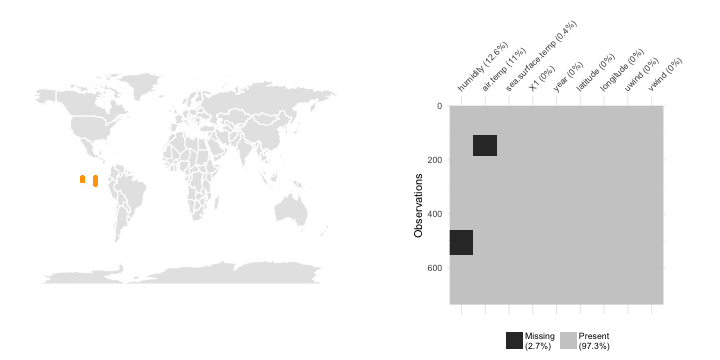 humidity (12.6%)
air.temp (11%)
sea.surface.temp (0.4%)
X1 (0%)
year (0%)
latitude (0%)
longitude (0%)
uwind (0%)
vwind (0%)
0
200
400
600
Observations
Missing
(2.7%)
Present
(97.3%)